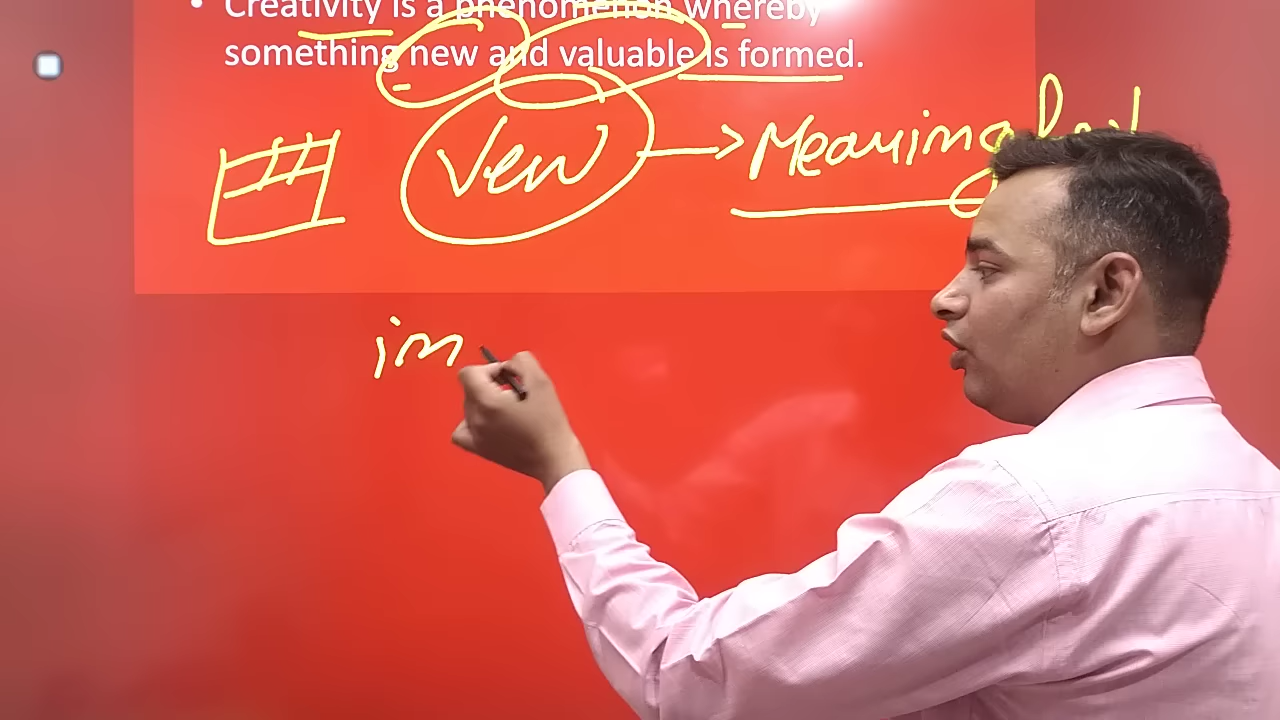 • Creativity is a phenomenon whereby
something new and valuable is formed.
New → Meaningful
im